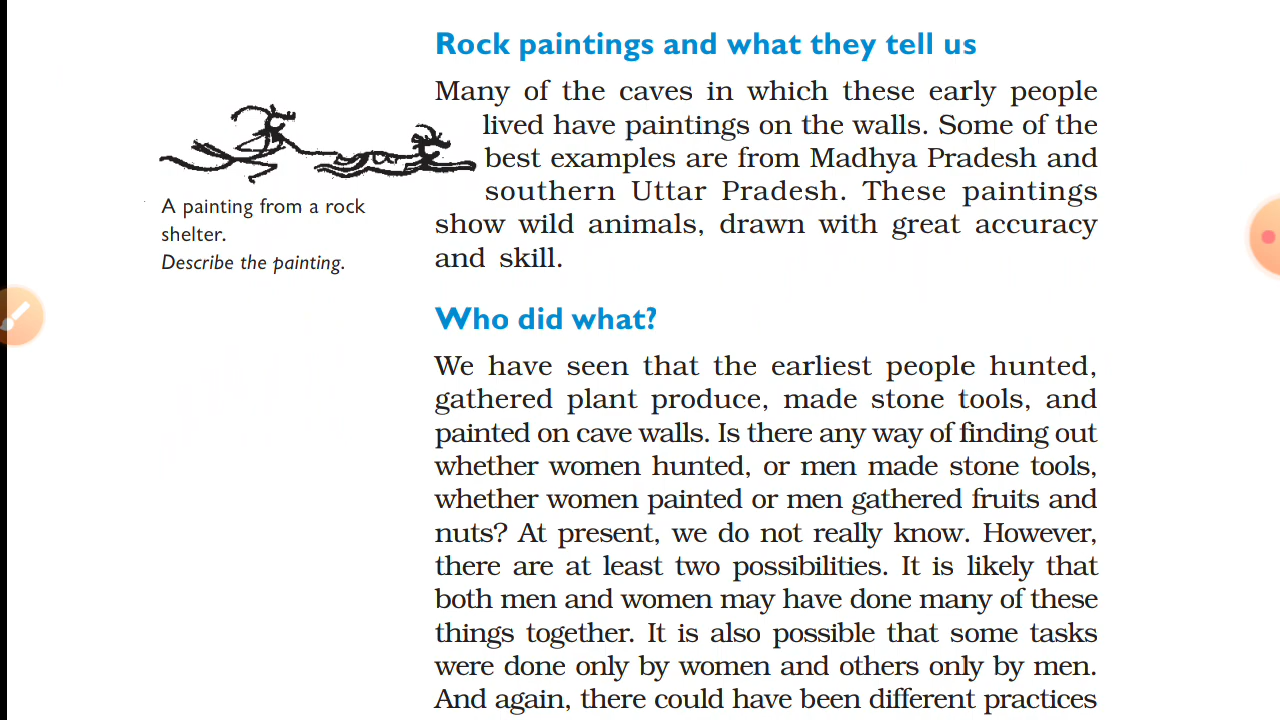 Rock paintings and what they tell us
Many of the caves in which these early people
lived have paintings on the walls. Some of the
best examples are from Madhya Pradesh and
southern Uttar Pradesh. These paintings
show wild animals, drawn with great accuracy
and skill.
A painting from a rock
shelter.
Describe the painting.
Who did what?
We have seen that the earliest people hunted,
gathered plant produce, made stone tools, and
painted on cave walls. Is there any way of finding out
whether women hunted, or men made stone tools,
whether women painted or men gathered fruits and
nuts? At present, we do not really know. However,
there are at least two possibilities. It is likely that
both men and women may have done many of these
things together. It is also possible that some tasks
were done only by women and others only by men.
And again, there could have been different practices